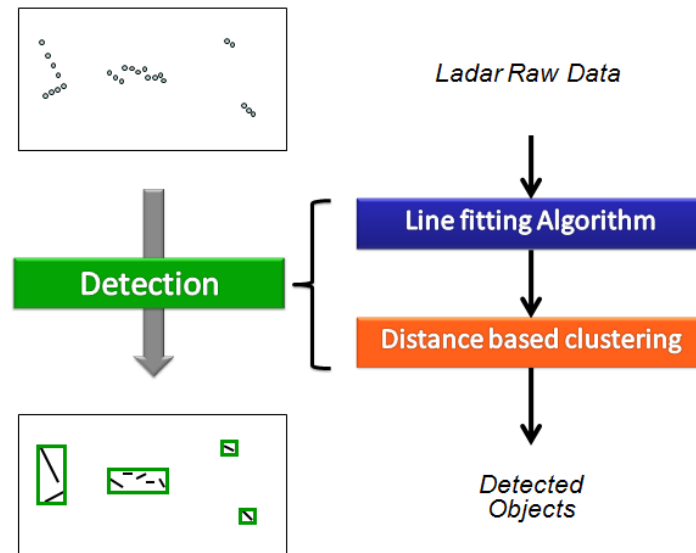 Ladar Raw Data
Line fitting Algorithm
Detection
Distance based clustering
Detected
Objects